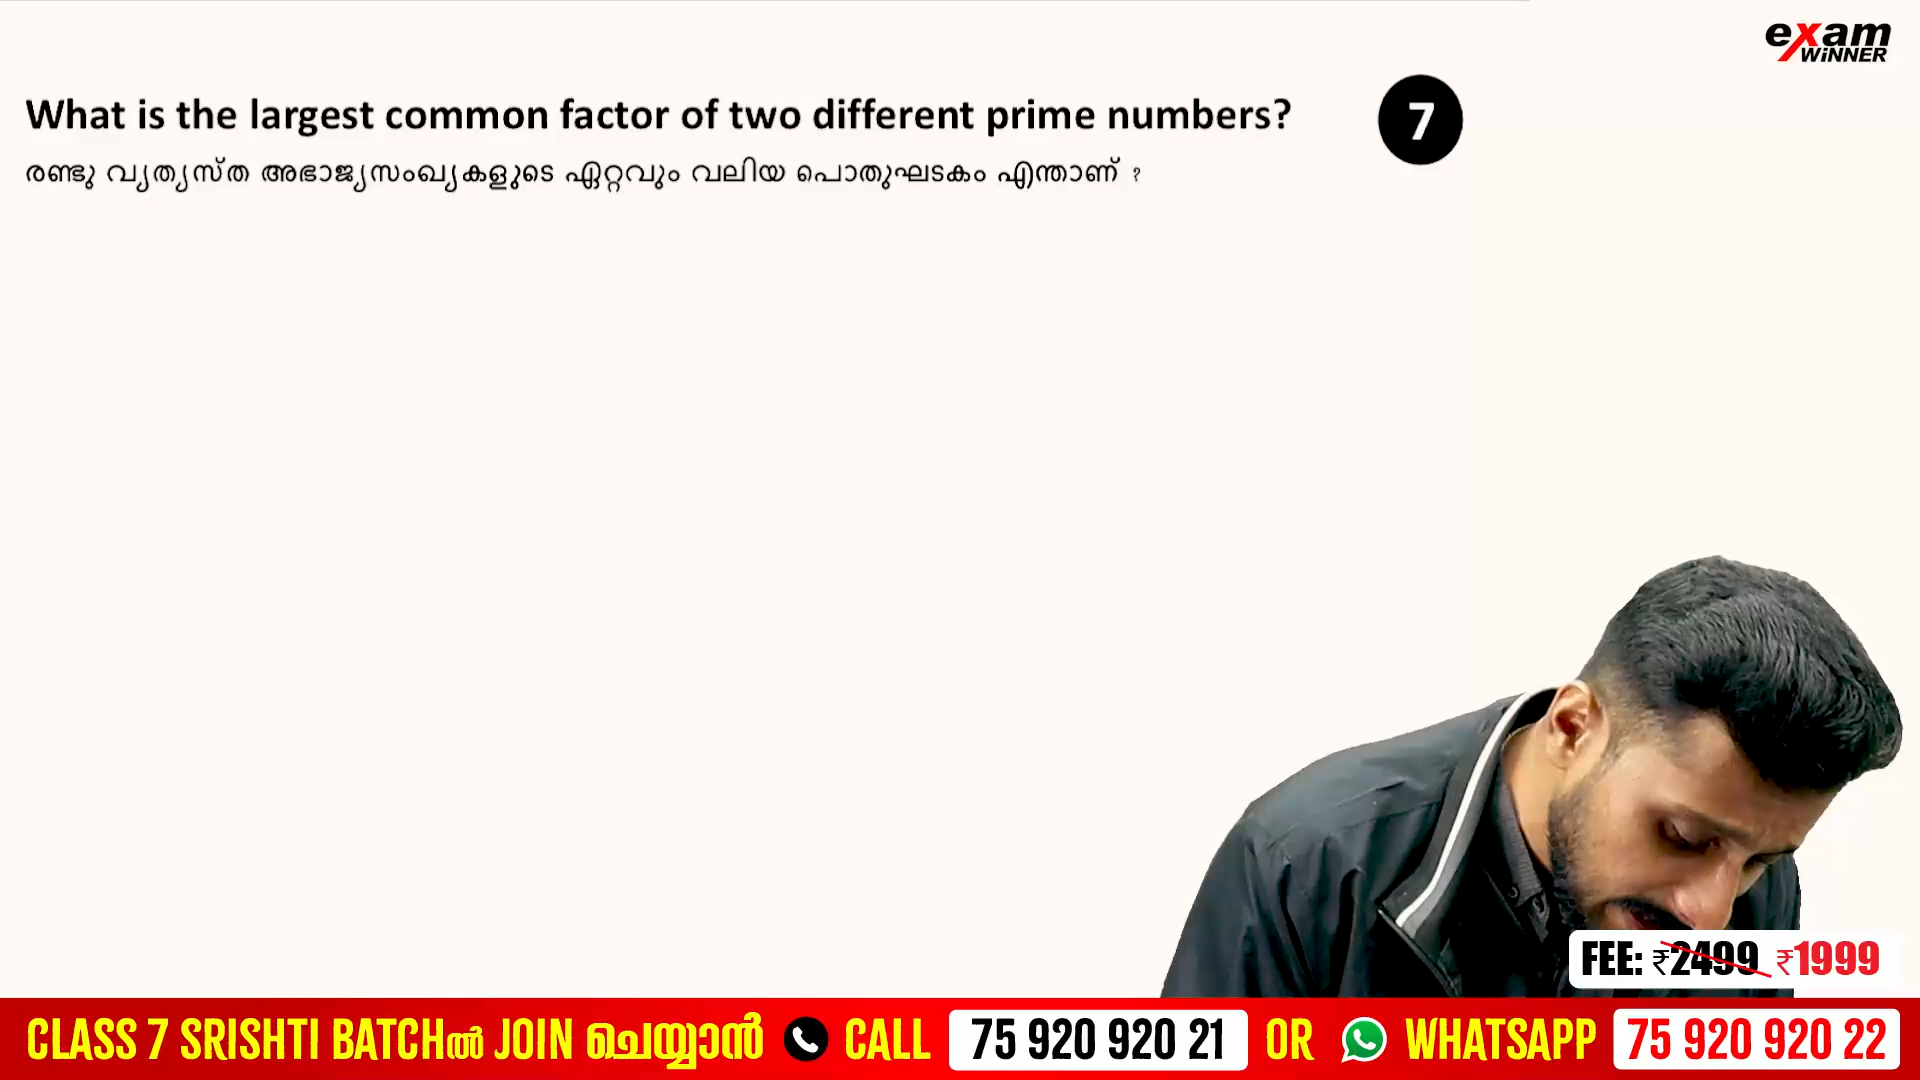 exam
WiNNER
What is the largest common factor of two different prime numbers?
7
രണ്ടു വ്യത്യസ്ത അഭാജ്യസംഖ്യകളുടെ ഏറ്റവും വലിയ പൊതുഘടകം എന്താണ് ?
FEE: ₹2499 ₹1999
CLASS 7 SRISHTI BATCHൽ JOIN ചെയ്യാൻ CALL 75 920 920 21 OR WHATSAPP 75 920 920 22